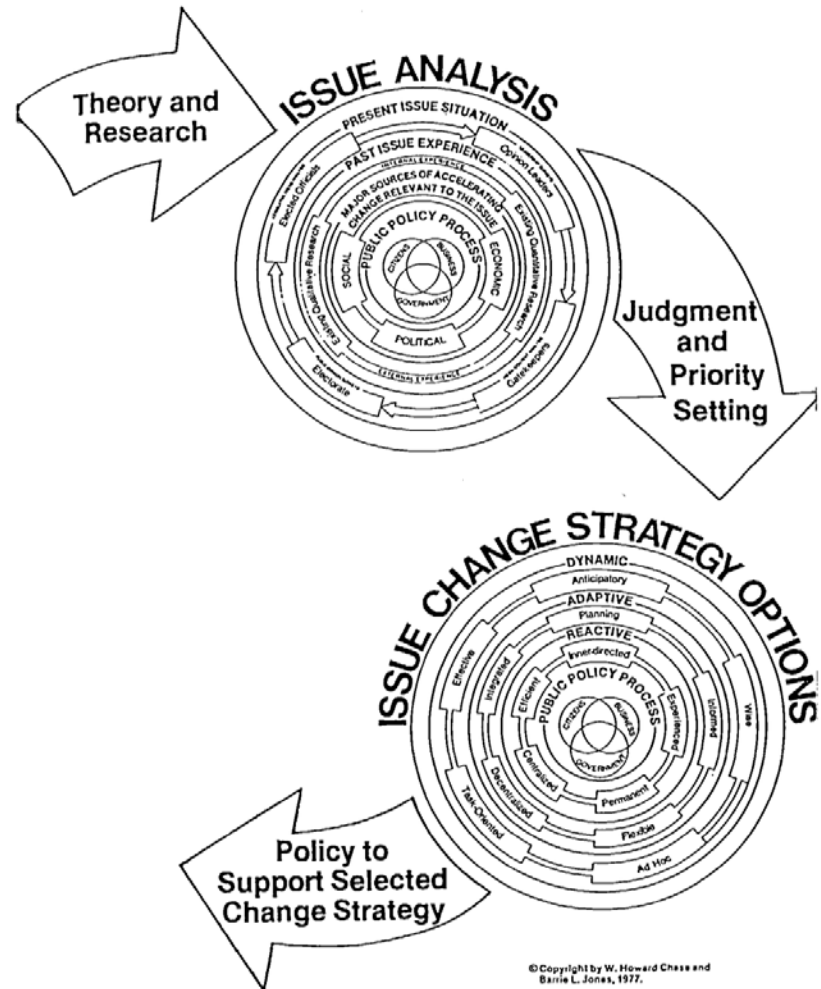 Theory and
Research
ISSUE ANALYSIS
PRESENT ISSUE SITUATION
Opinion Leaders
Gatekeepers
Electorate
Elected Officials
PAST ISSUE EXPERIENCE
INTERNAL EXPERIENCE
Existing Quantitative Research
EXTERNAL EXPERIENCE
Existing Qualitative Research
MAJOR SOURCES OF ACCELERATING
CHANGE RELEVANT TO THE ISSUE
ECONOMIC
POLITICAL
SOCIAL
PUBLIC POLICY PROCESS
CITIZENS
BUSINESS
GOVERNMENT
Judgment
and
Priority
Setting
ISSUE CHANGE STRATEGY OPTIONS
DYNAMIC
Anticipatory
Wise
Ad Hoc
Task-Oriented
Effective
ADAPTIVE
Planning
Informed
Flexible
Decentralized
Integrated
REACTIVE
Inner-directed
Experienced
Permanent
Centralized
Efficient
PUBLIC POLICY PROCESS
CITIZENS
BUSINESS
GOVERNMENT
Policy to
Support Selected
Change Strategy
© Copyright by W. Howard Chase and
Barrie L. Jones, 1977.